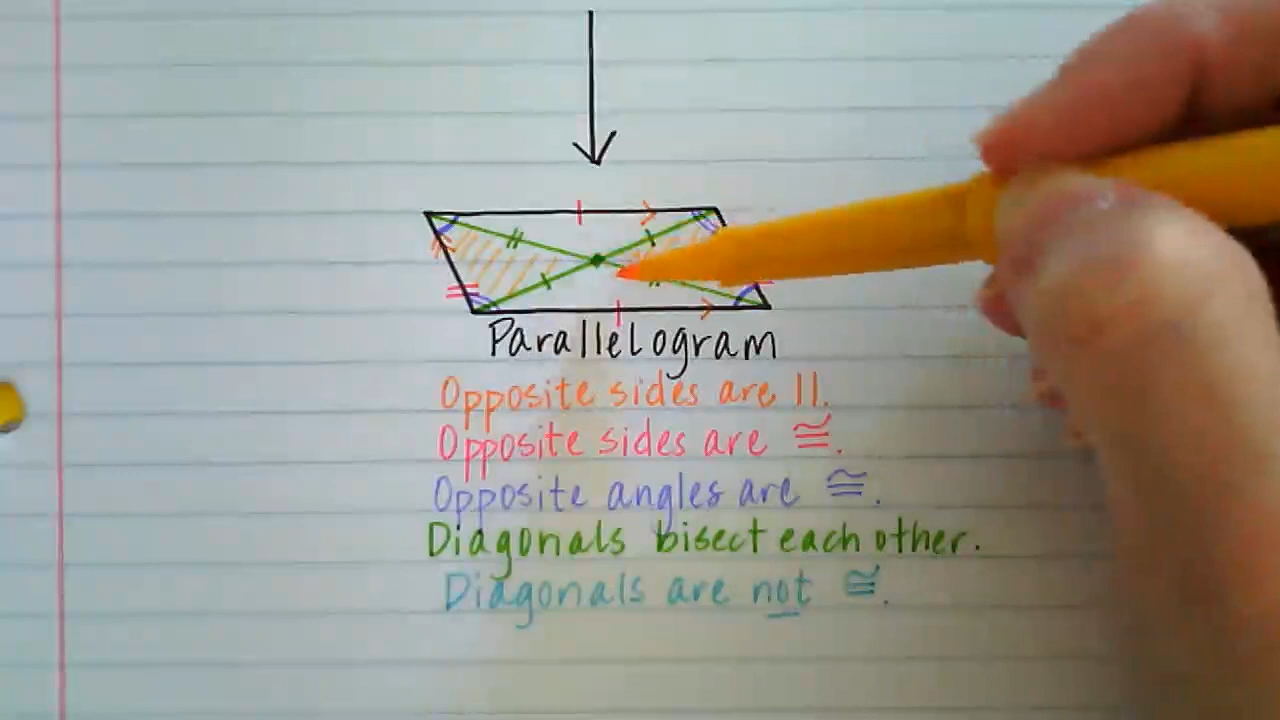 Parallelogram
Opposite sides are ||.
Opposite sides are ≅.
Opposite angles are ≅.
Diagonals bisect each other.
Diagonals are not ≅.